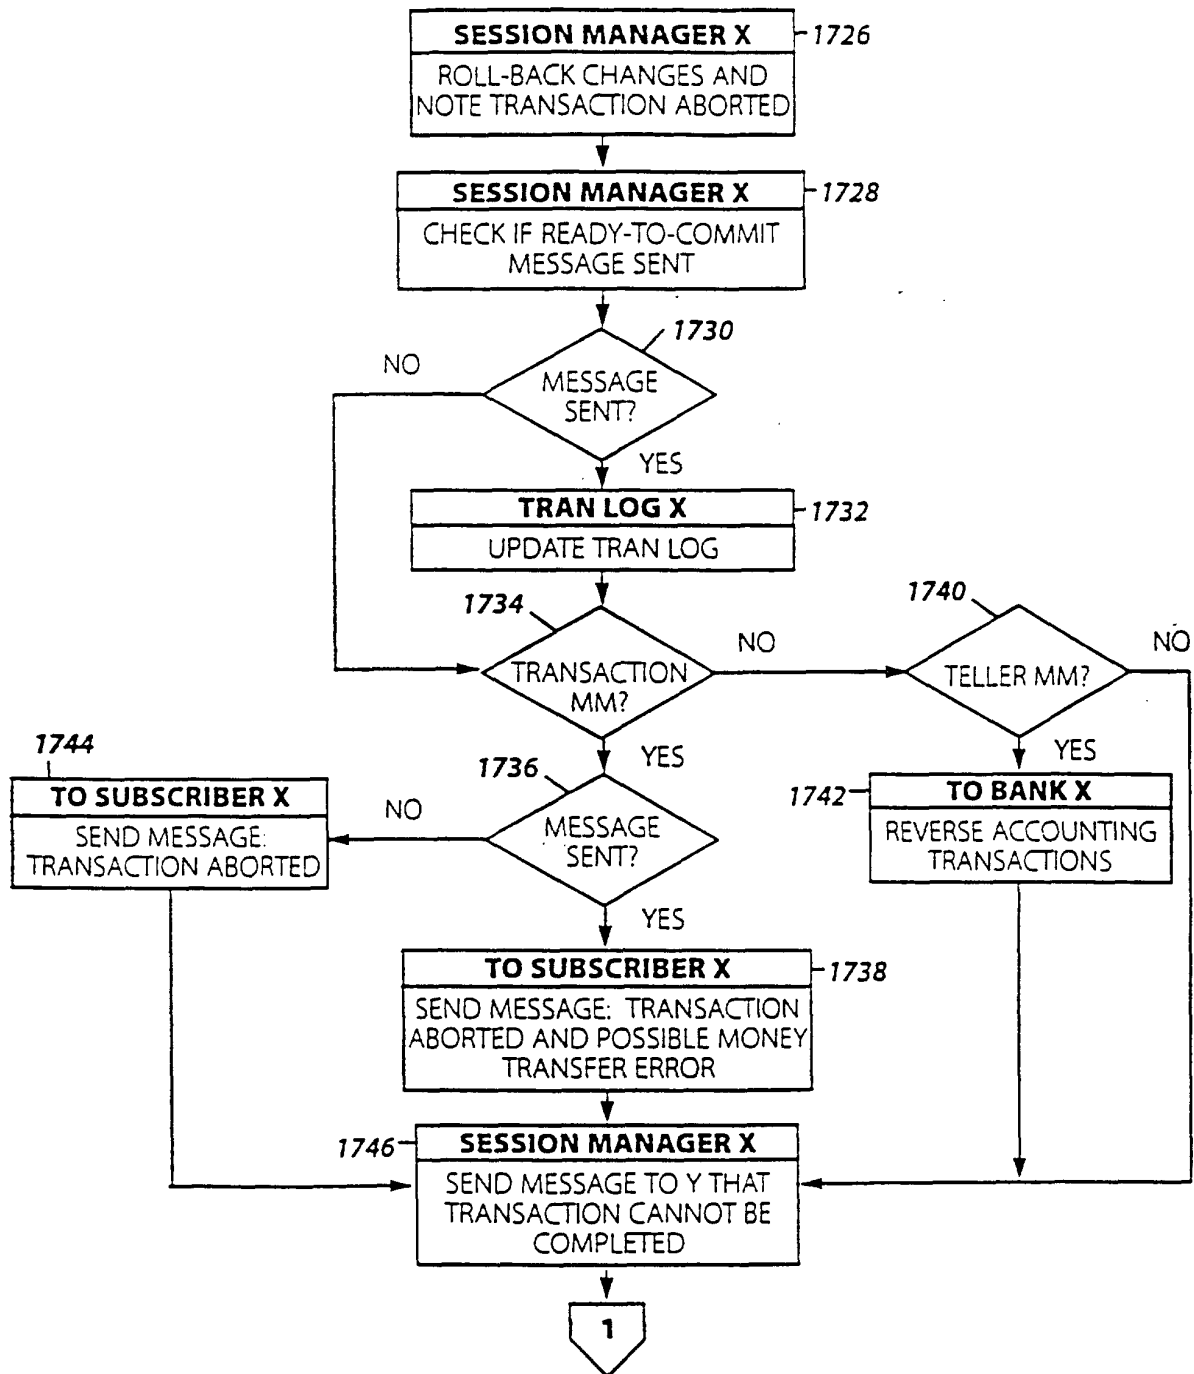 SESSION MANAGER X
1726
ROLL-BACK CHANGES AND
NOTE TRANSACTION ABORTED
SESSION MANAGER X
1728
CHECK IF READY-TO-COMMIT
MESSAGE SENT
1730
NO
MESSAGE
SENT?
YES
TRAN LOG X
1732
UPDATE TRAN LOG
1734
TRANSACTION
MM?
NO
1740
TELLER MM?
NO
YES
YES
1744
TO SUBSCRIBER X
SEND MESSAGE:
TRANSACTION ABORTED
NO
1736
MESSAGE
SENT?
1742
TO BANK X
REVERSE ACCOUNTING
TRANSACTIONS
YES
TO SUBSCRIBER X
1738
SEND MESSAGE: TRANSACTION
ABORTED AND POSSIBLE MONEY
TRANSFER ERROR
1746
SESSION MANAGER X
SEND MESSAGE TO Y THAT
TRANSACTION CANNOT BE
COMPLETED
1